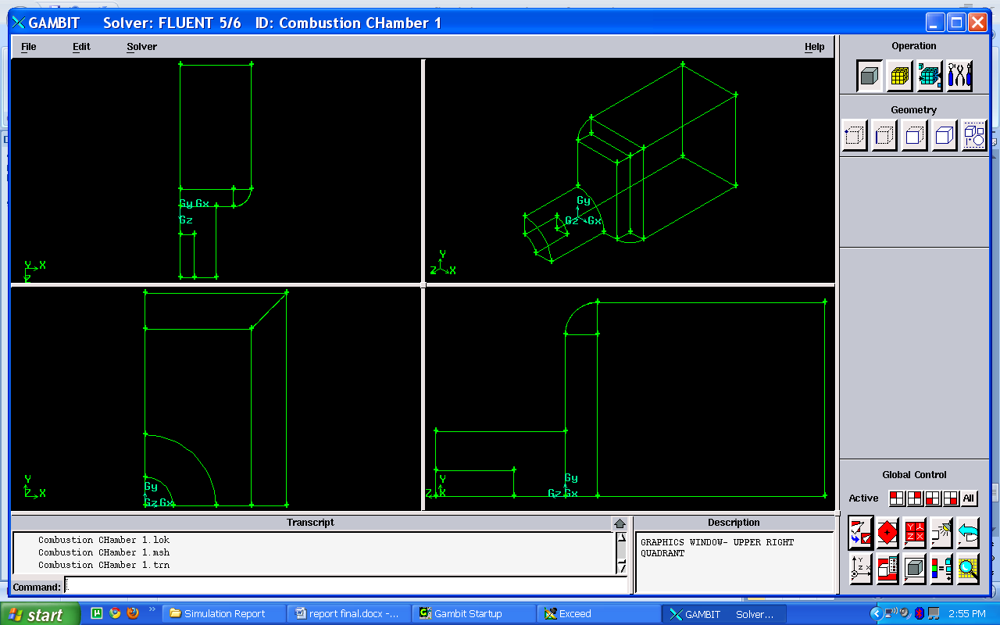 GAMBIT Solver: FLUENT 5/6 ID: Combustion CHamber 1
File Edit Solver Help
Operation
Geometry
Gy Gx
Gz
Y X
Z
Gy
Gz Gx
Y
Z X
Gy
Gz Gx
Y
Z X
Gy
Gz Gx
Y
Z X
Global Control
Active All
Y
Z X
Y
Z X
Transcript
Combustion CHamber 1.lok
Combustion CHamber 1.msh
Combustion CHamber 1.trn
Command:
Description
GRAPHICS WINDOW- UPPER RIGHT
QUADRANT
start
Simulation Report
report final.docx -...
Gambit Startup
Exceed
GAMBIT Solver...
2:55 PM